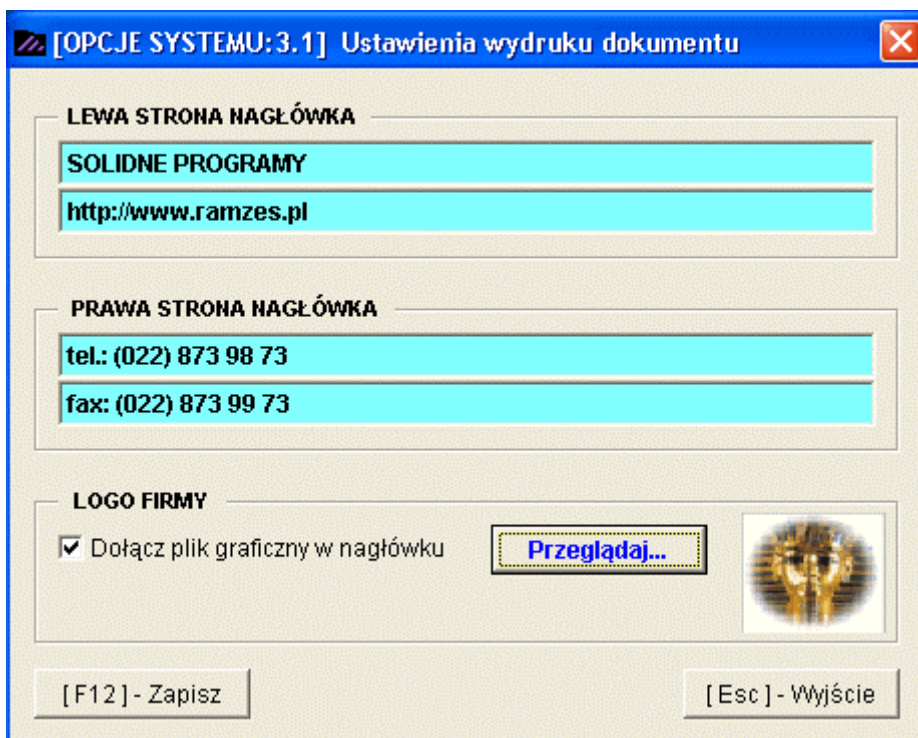 [OPCJE SYSTEMU:3.1] Ustawienia wydruku dokumentu
LEWA STRONA NAGŁÓWKA
SOLIDNE PROGRAMY
http://www.ramzes.pl
PRAWA STRONA NAGŁÓWKA
tel.: (022) 873 98 73
fax: (022) 873 99 73
LOGO FIRMY
Dołącz plik graficzny w nagłówku
Przeglądaj...
[ F12 ] - Zapisz
[ Esc ] - Wyjście